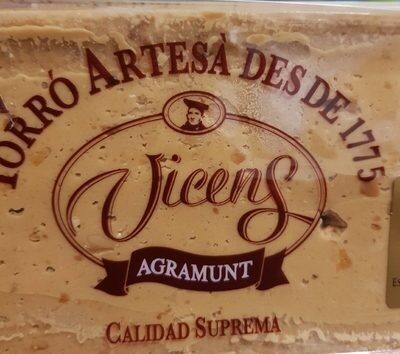 TORRÓ ARTESÀ DES DE 1775
Vicens
AGRAMUNT
CALIDAD SUPREMA